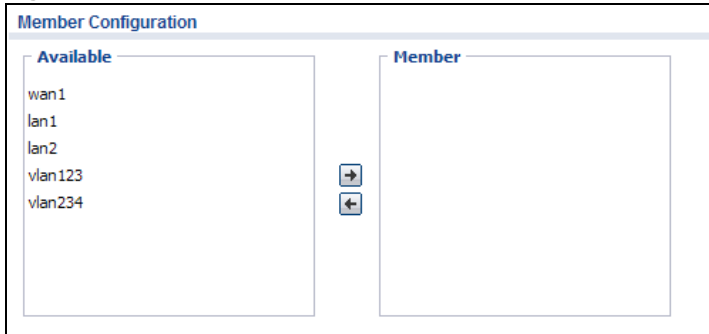 Member Configuration
Available
Member
wan1
lan1
lan2
vlan123
vlan234